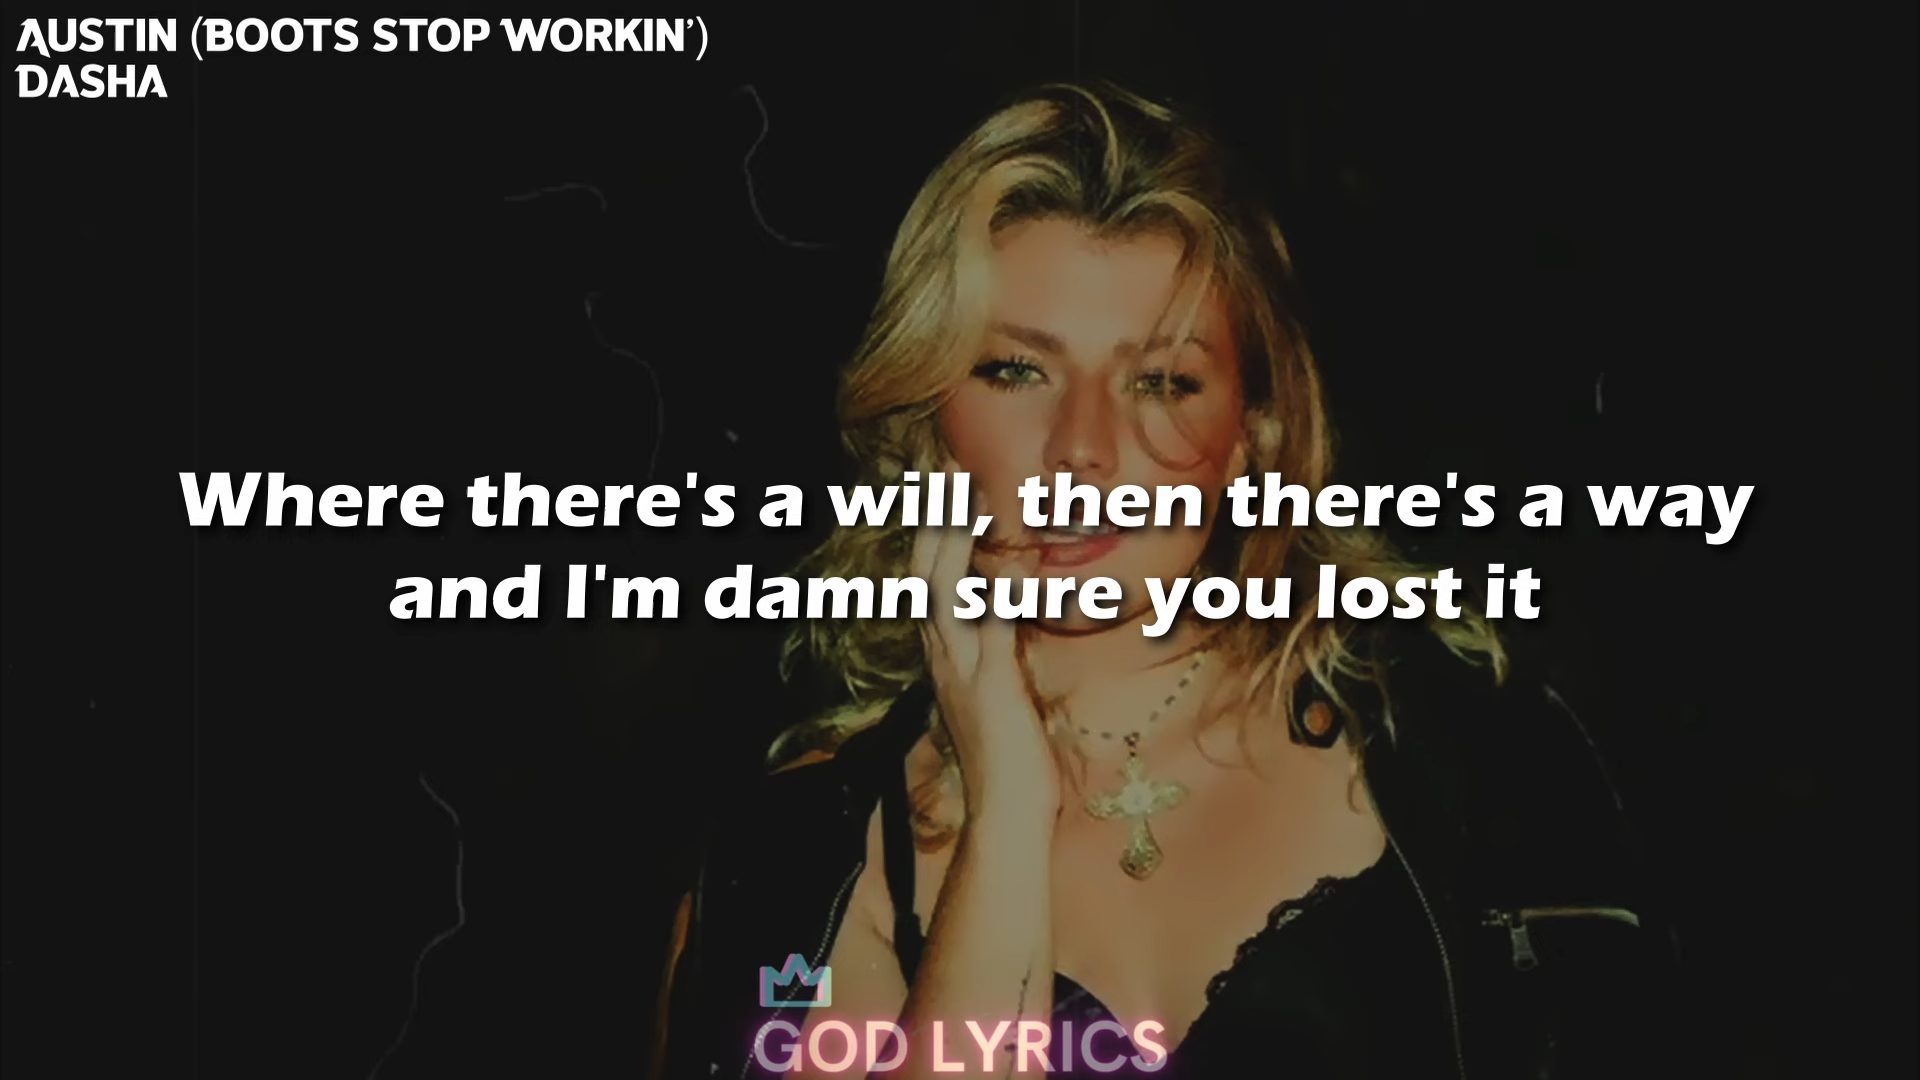 AUSTIN (BOOTS STOP WORKIN’)
DASHA
Where there's a will, then there's a way
and I'm damn sure you lost it
GOD LYRICS